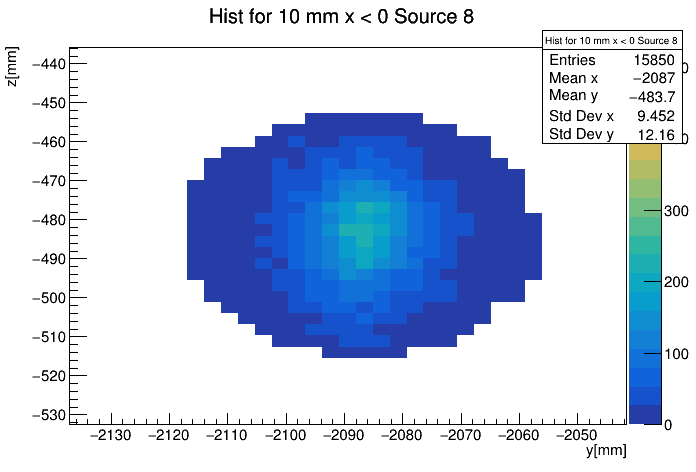 Hist for 10 mm x < 0 Source 8
z[mm]
Hist for 10 mm x < 0 Source 8
Entries 15850
Mean x −2087
Mean y −483.7
Std Dev x 9.452
Std Dev y 12.16
−440
−450
−460
−470
−480
−490
−500
−510
−520
−530
0
0
300
200
100
0
−2130 −2120 −2110 −2100 −2090 −2080 −2070 −2060 −2050
y[mm]